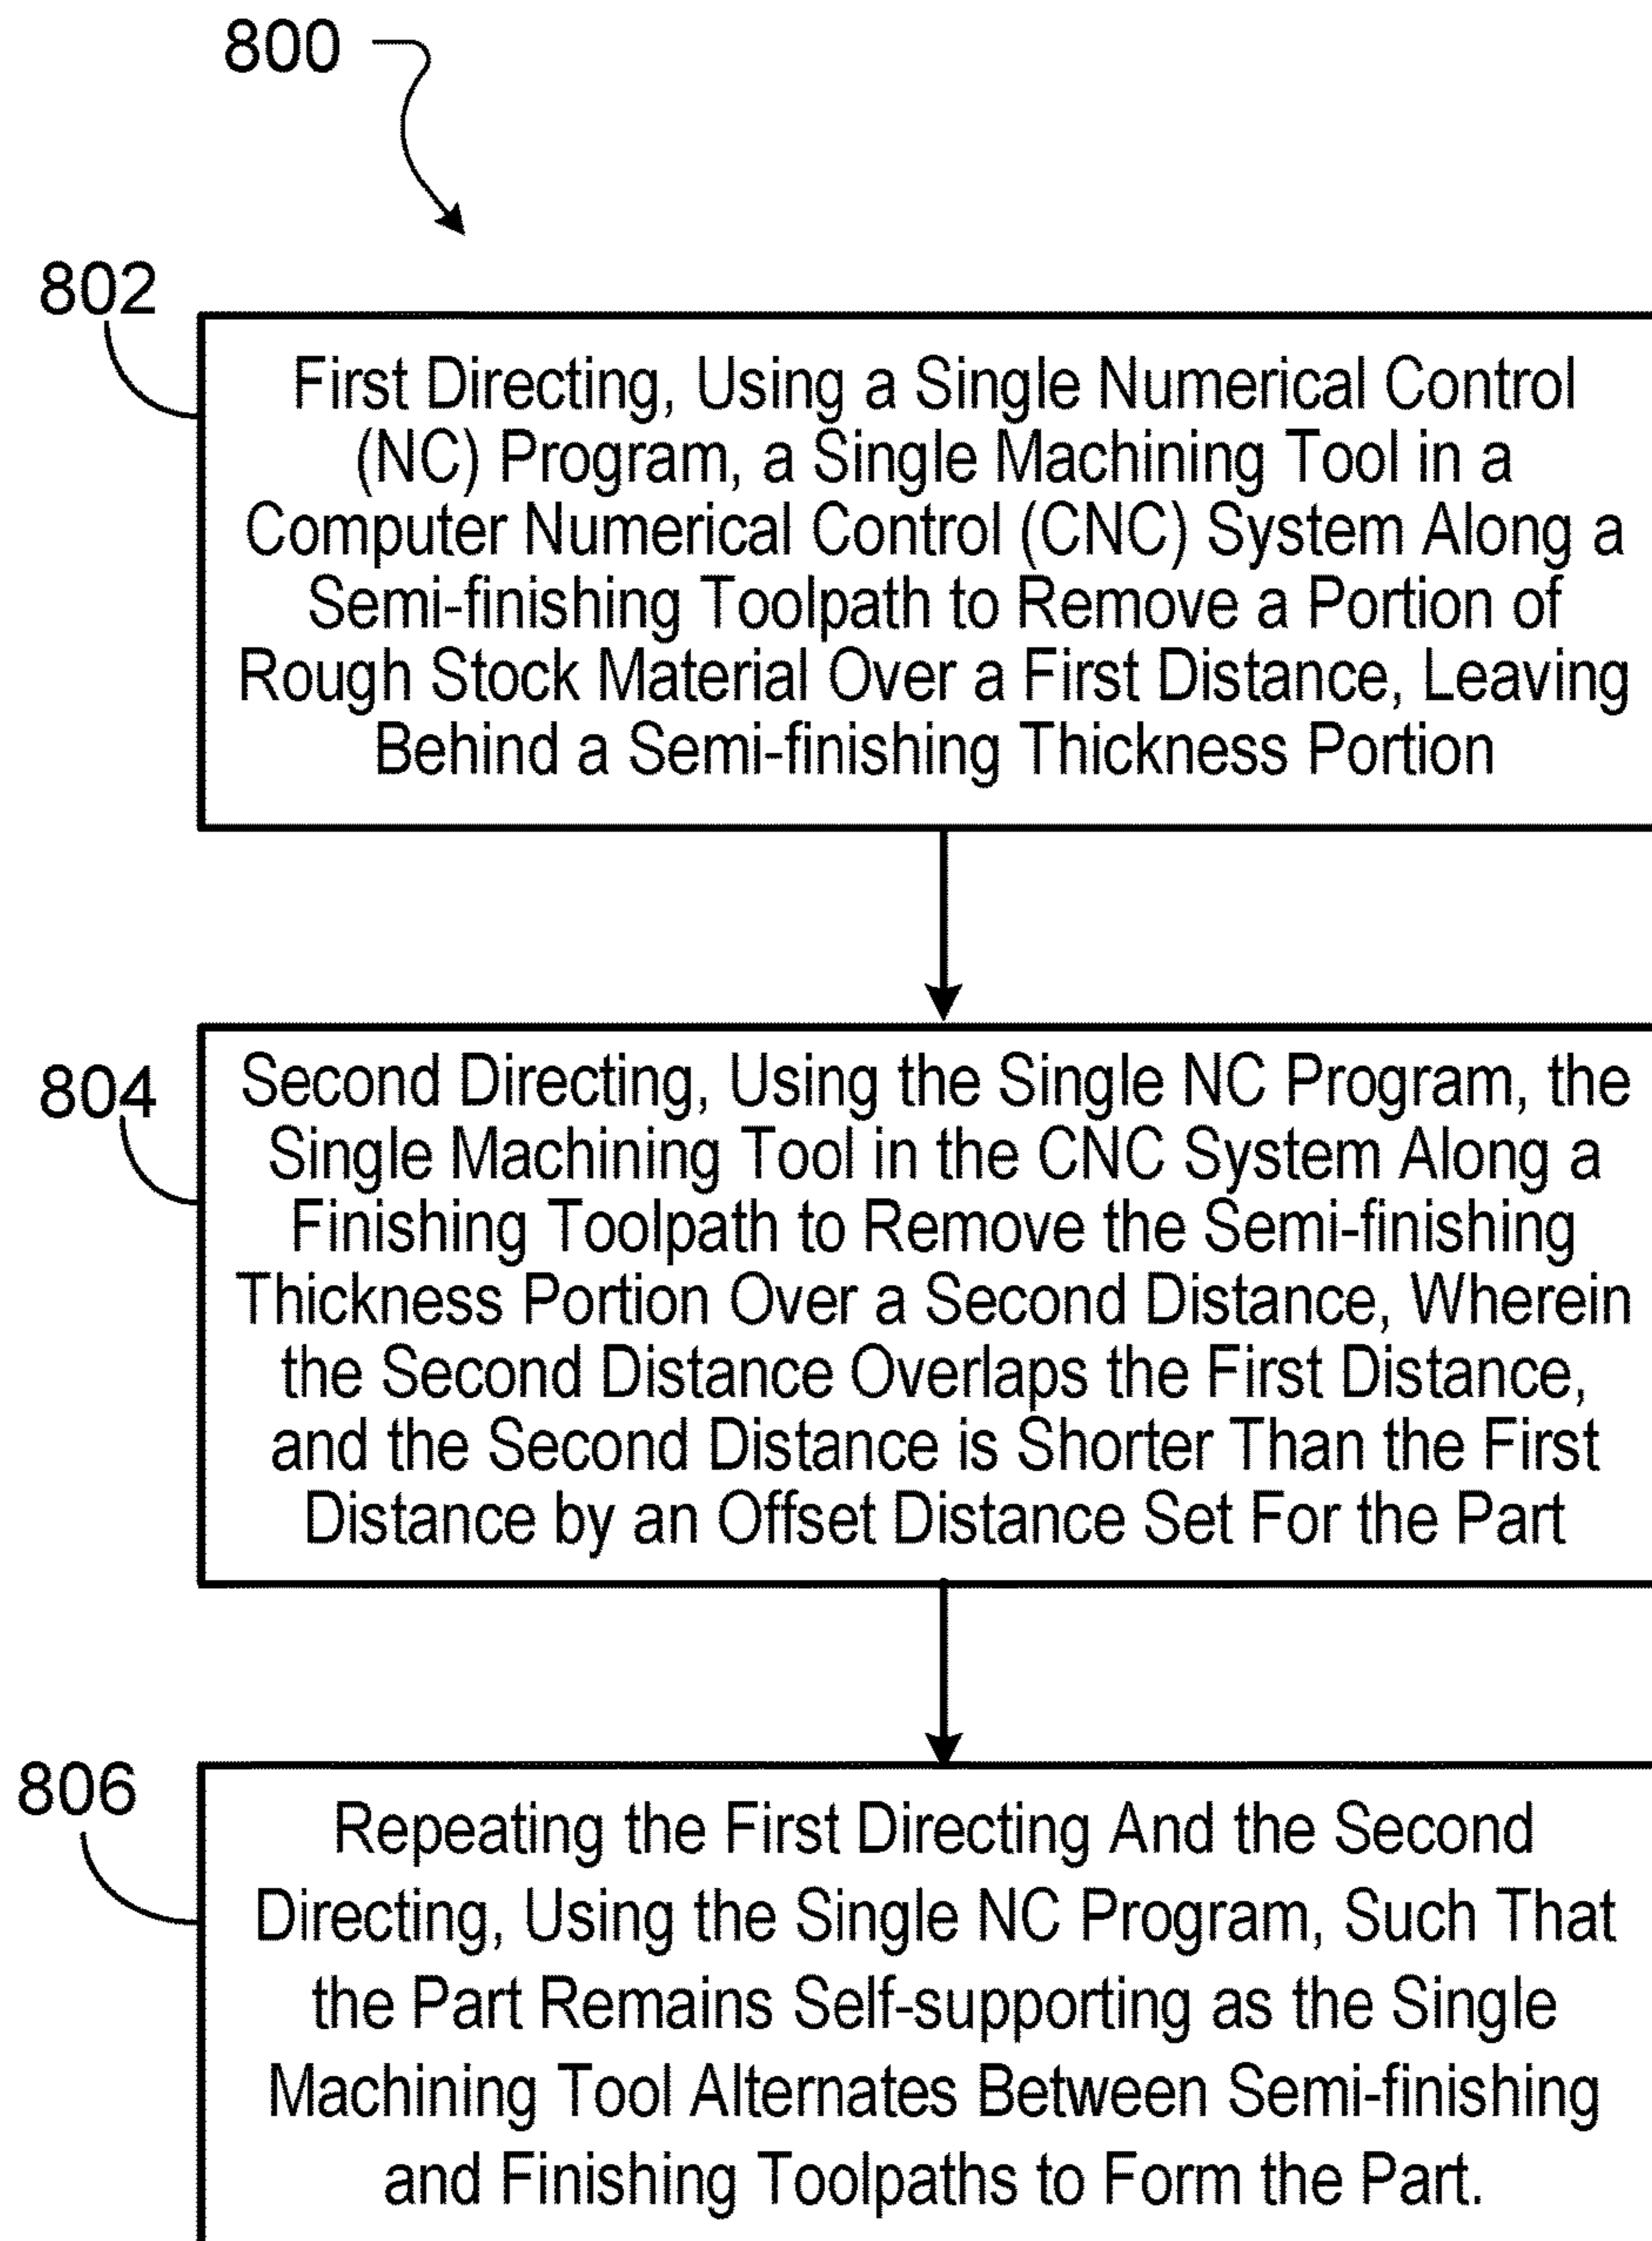 800
802
First Directing, Using a Single Numerical Control
(NC) Program, a Single Machining Tool in a
Computer Numerical Control (CNC) System Along a
Semi-finishing Toolpath to Remove a Portion of
Rough Stock Material Over a First Distance, Leaving
Behind a Semi-finishing Thickness Portion
804
Second Directing, Using the Single NC Program, the
Single Machining Tool in the CNC System Along a
Finishing Toolpath to Remove the Semi-finishing
Thickness Portion Over a Second Distance, Wherein
the Second Distance Overlaps the First Distance,
and the Second Distance is Shorter Than the First
Distance by an Offset Distance Set For the Part
806
Repeating the First Directing And the Second
Directing, Using the Single NC Program, Such That
the Part Remains Self-supporting as the Single
Machining Tool Alternates Between Semi-finishing
and Finishing Toolpaths to Form the Part.